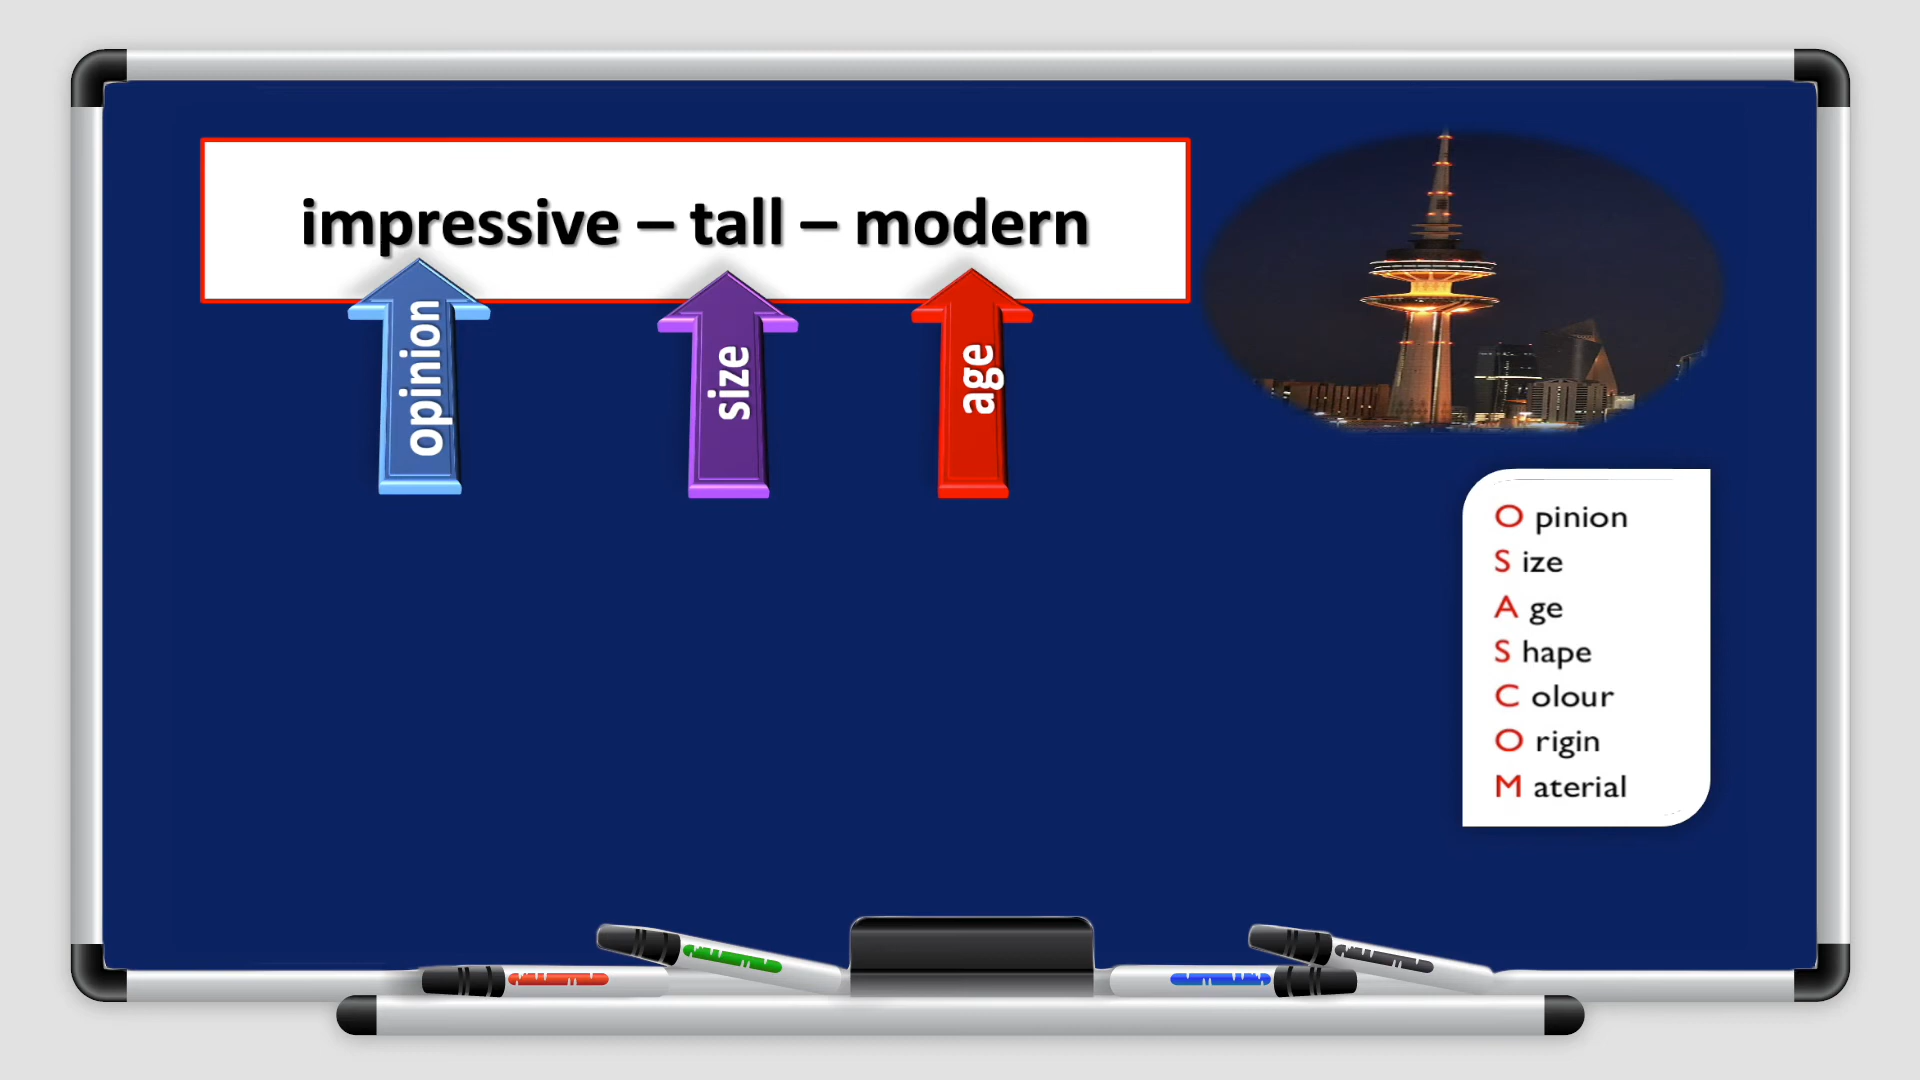 impressive – tall – modern
opinion
size
age
O pinion
S ize
A ge
S hape
C olour
O rigin
M aterial